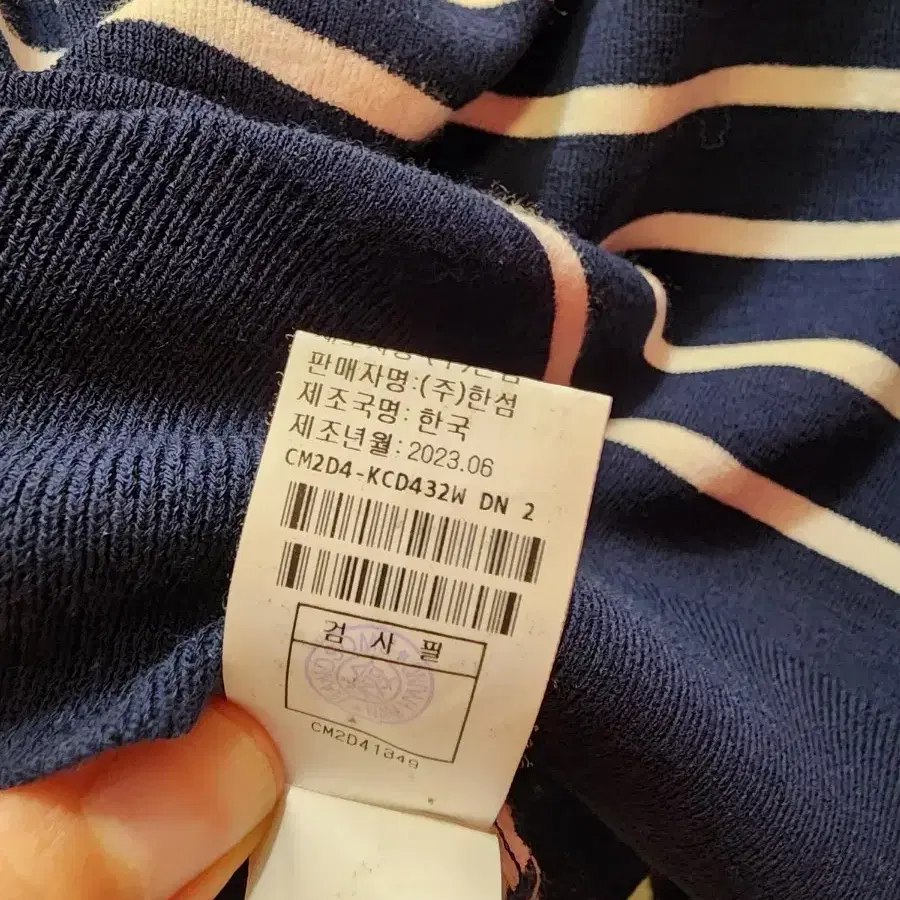 판매자명:(주)한섬
제조국명: 한국
제조년월: 2023.06
CM2D4-KCD432W DN 2
검 사 필